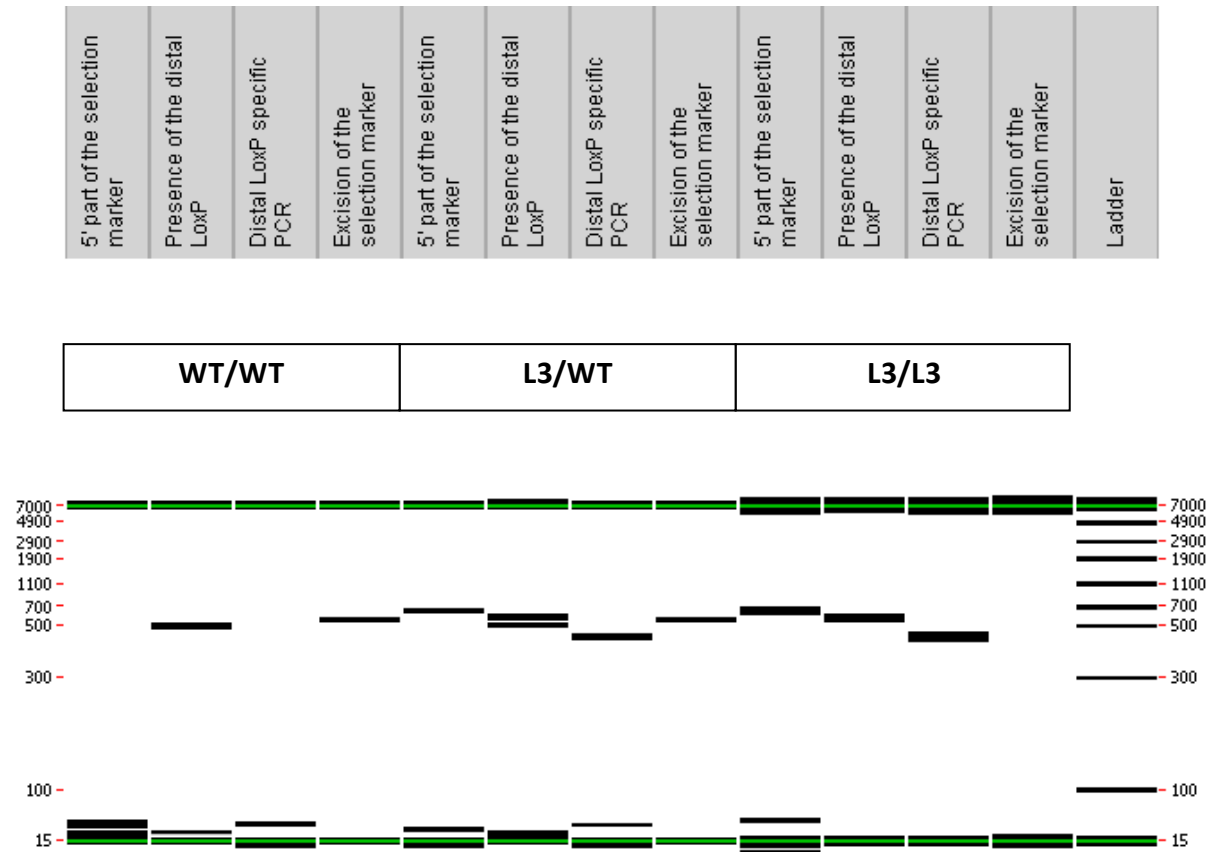 5' part of the selection
marker
Presence of the distal
LoxP
Distal LoxP specific
PCR
Excision of the
selection marker
5' part of the selection
marker
Presence of the distal
LoxP
Distal LoxP specific
PCR
Excision of the
selection marker
5' part of the selection
marker
Presence of the distal
LoxP
Distal LoxP specific
PCR
Excision of the
selection marker
Ladder
WT/WT L3/WT L3/L3
7000 7000
4900 4900
2900 2900
1900 1900
1100 1100
700 700
500 500
300 300
100 100
15 15